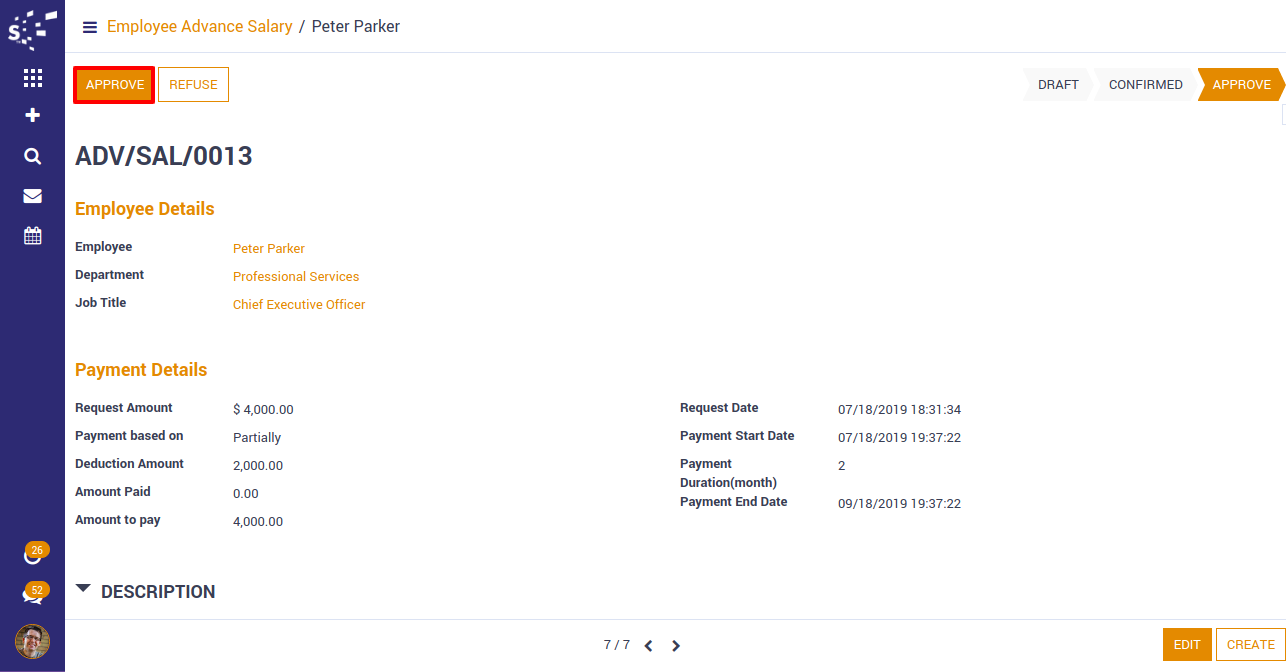 Employee Advance Salary / Peter Parker
APPROVE REFUSE DRAFT CONFIRMED APPROVE
ADV/SAL/0013
Employee Details
Employee Peter Parker
Department Professional Services
Job Title Chief Executive Officer
Payment Details
Request Amount $ 4,000.00
Payment based on Partially
Deduction Amount 2,000.00
Amount Paid 0.00
Amount to pay 4,000.00
Request Date 07/18/2019 18:31:34
Payment Start Date 07/18/2019 19:37:22
Payment 2
Duration(month)
Payment End Date 09/18/2019 19:37:22
26
52
DESCRIPTION
7 / 7
EDIT CREATE